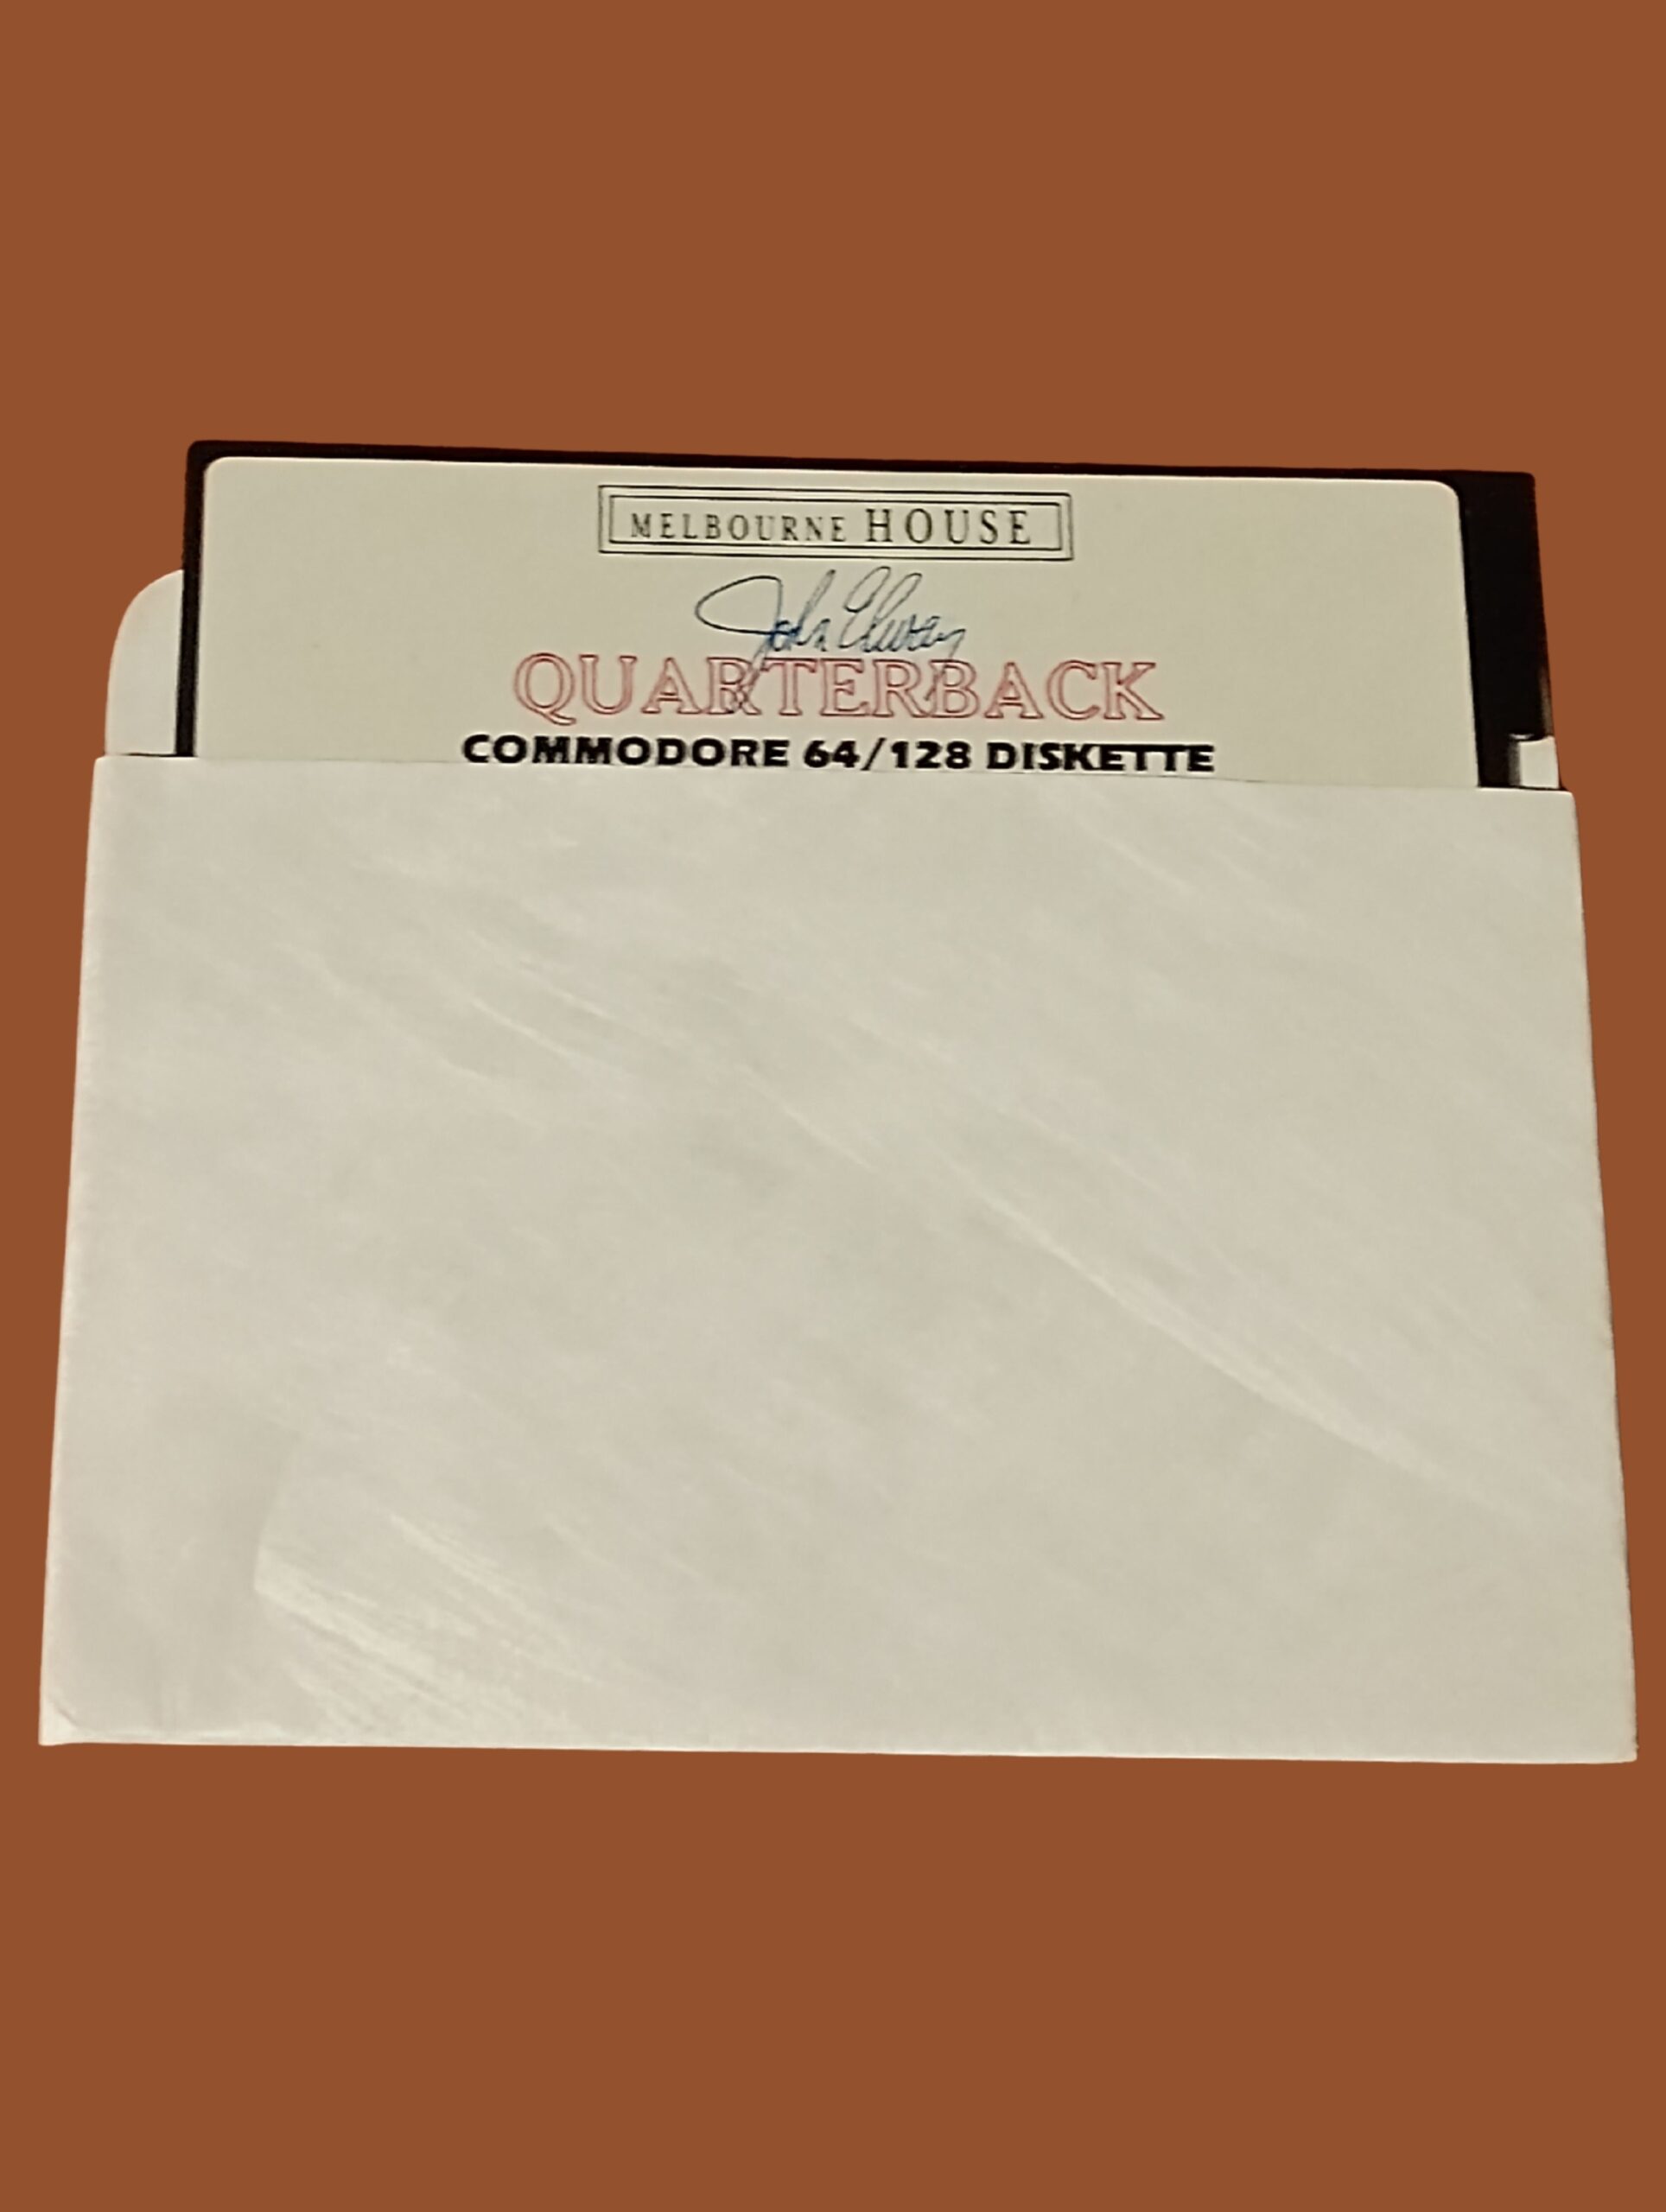 MELBOURNE HOUSE
John Elway
QUARTERBACK
COMMODORE 64/128 DISKETTE